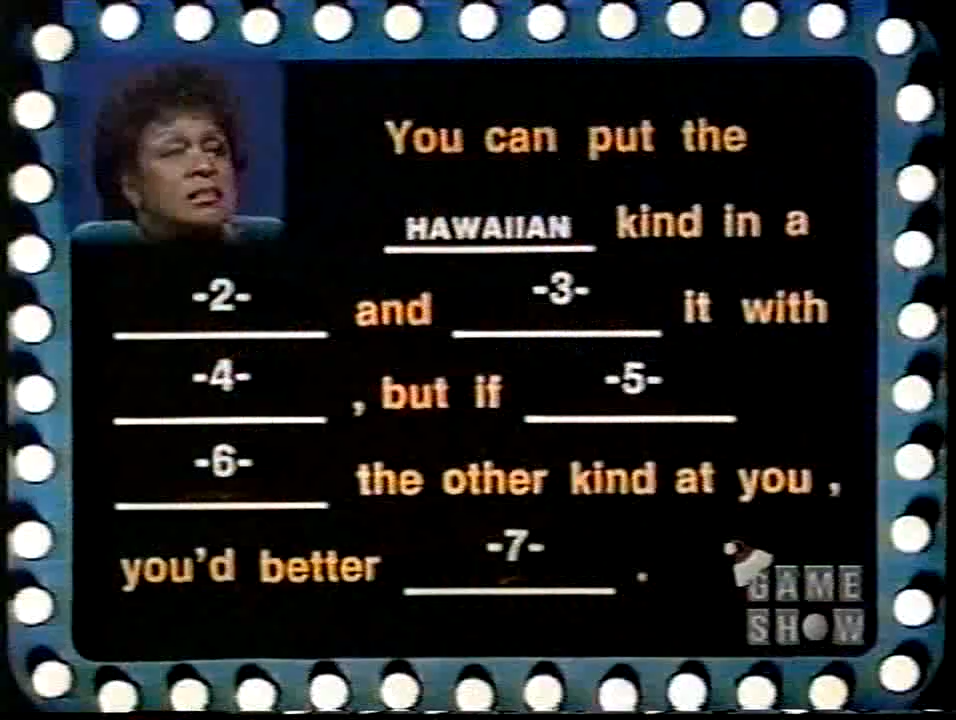 You can put the
HAWAIIAN kind in a
-2- and -3- it with
-4- , but if -5-
-6- the other kind at you ,
you'd better -7- .
GAME
SHOW